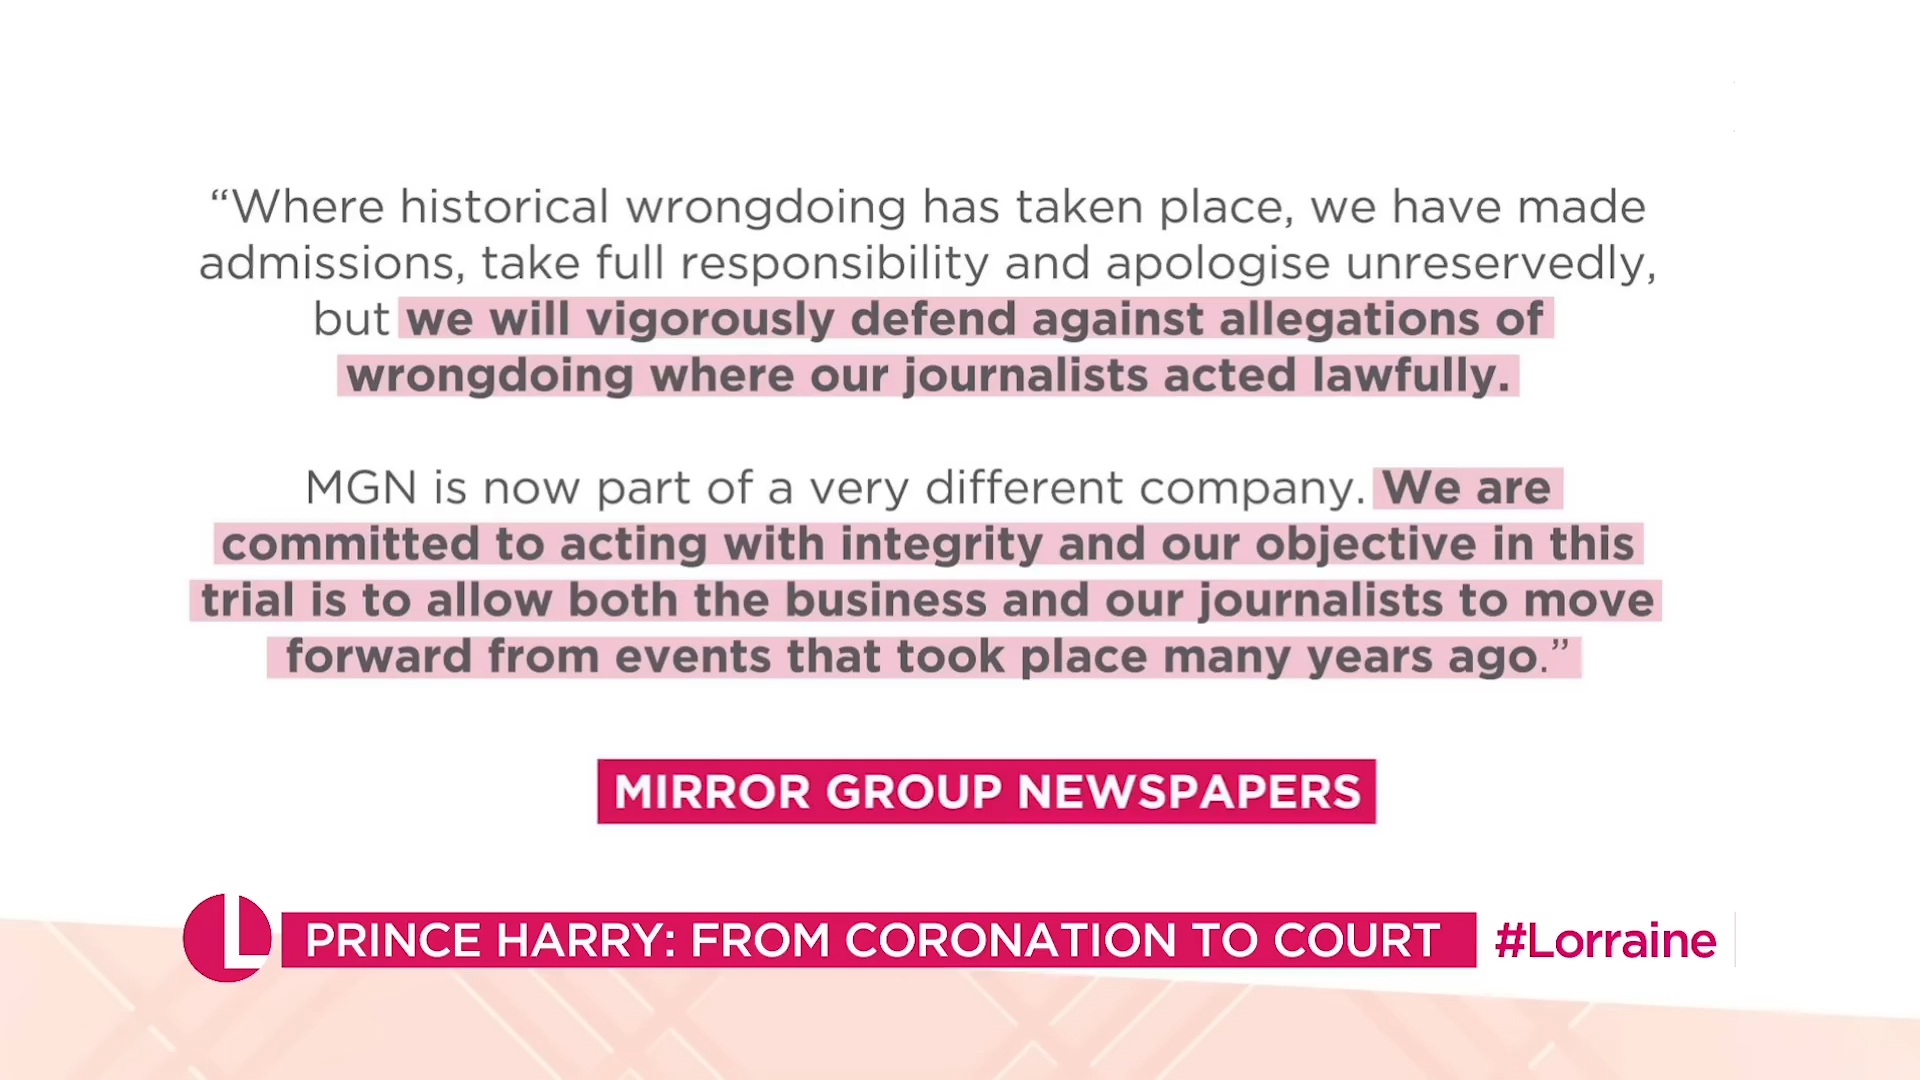 “Where historical wrongdoing has taken place, we have made
admissions, take full responsibility and apologise unreservedly,
but we will vigorously defend against allegations of
wrongdoing where our journalists acted lawfully.
MGN is now part of a very different company. We are
committed to acting with integrity and our objective in this
trial is to allow both the business and our journalists to move
forward from events that took place many years ago.”
MIRROR GROUP NEWSPAPERS
L PRINCE HARRY: FROM CORONATION TO COURT #Lorraine